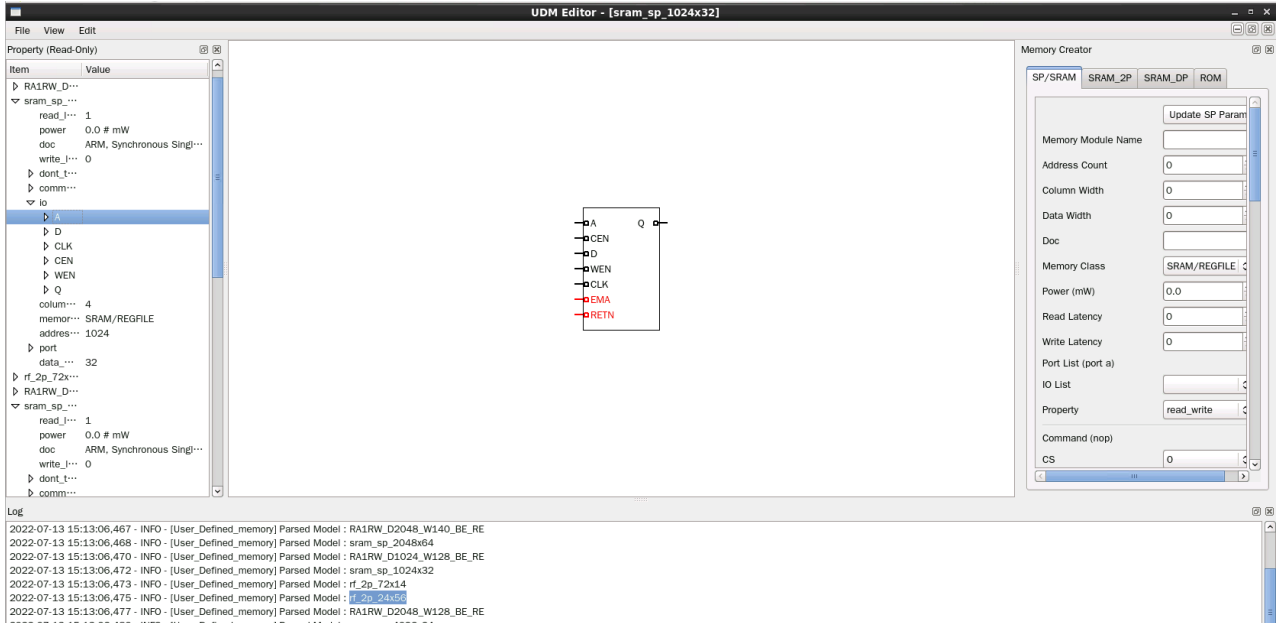 UDM Editor - [sram_sp_1024x32]
File View Edit
Property (Read-Only)
Item Value
RA1RW_D···
sram_sp_···
read_l··· 1
power 0.0 # mW
doc ARM, Synchronous Singl···
write_l··· 0
dont_t···
comm···
io
A
D
CLK
CEN
WEN
Q
colum··· 4
memor··· SRAM/REGFILE
addres··· 1024
port
data_··· 32
rf_2p_72x···
RA1RW_D···
sram_sp_···
read_l··· 1
power 0.0 # mW
doc ARM, Synchronous Singl···
write_l··· 0
dont_t···
comm···
A Q
CEN
D
WEN
CLK
EMA
RETN
Memory Creator
SP/SRAM SRAM_2P SRAM_DP ROM
Update SP Param
Memory Module Name
Address Count 0
Column Width 0
Data Width 0
Doc
Memory Class SRAM/REGFILE
Power (mW) 0.0
Read Latency 0
Write Latency 0
Port List (port a)
IO List
Property read_write
Command (nop)
CS 0
Log
2022-07-13 15:13:06,467 - INFO - [User_Defined_memory] Parsed Model : RA1RW_D2048_W140_BE_RE
2022-07-13 15:13:06,468 - INFO - [User_Defined_memory] Parsed Model : sram_sp_2048x64
2022-07-13 15:13:06,470 - INFO - [User_Defined_memory] Parsed Model : RA1RW_D1024_W128_BE_RE
2022-07-13 15:13:06,472 - INFO - [User_Defined_memory] Parsed Model : sram_sp_1024x32
2022-07-13 15:13:06,473 - INFO - [User_Defined_memory] Parsed Model : rf_2p_72x14
2022-07-13 15:13:06,475 - INFO - [User_Defined_memory] Parsed Model : rf_2p_24x56
2022-07-13 15:13:06,477 - INFO - [User_Defined_memory] Parsed Model : RA1RW_D2048_W128_BE_RE